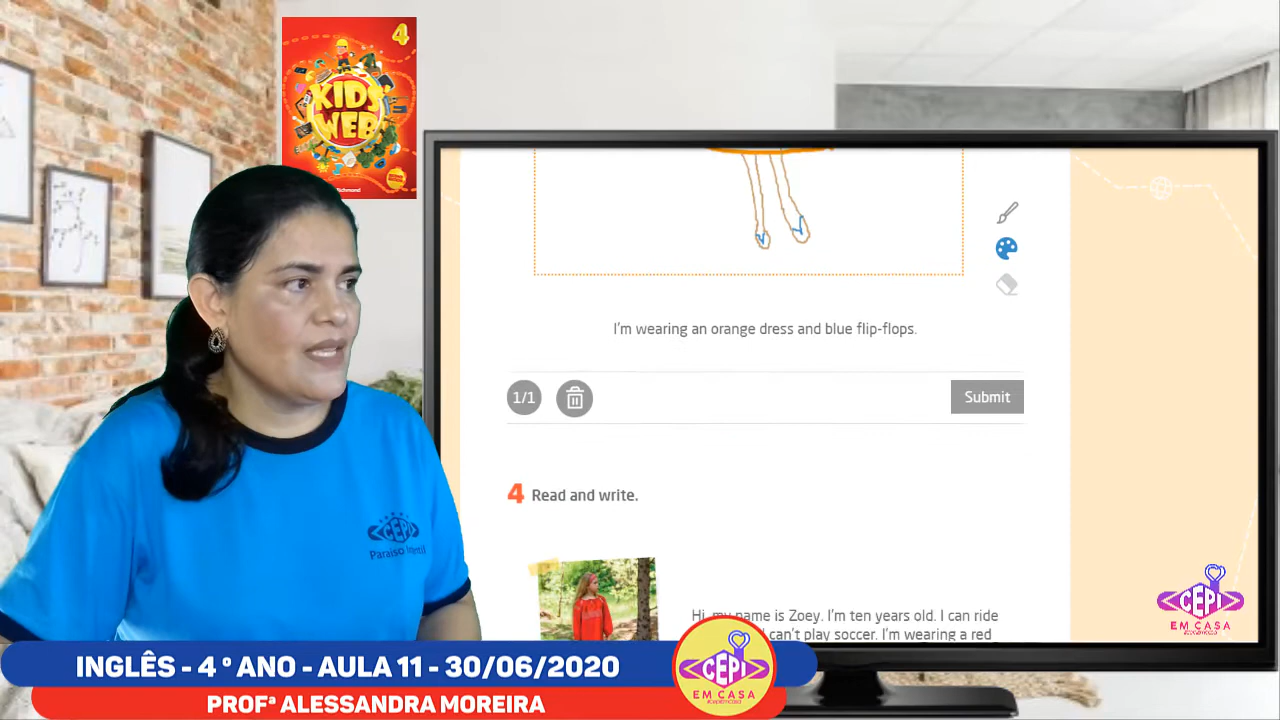 4
KIDS
WEB
Richmond
I'm wearing an orange dress and blue flip-flops.
1/1
Submit
4 Read and write.
Hi, my name is Zoey. I'm ten years old. I can ride
I can't play soccer. I'm wearing a red
CEPI
Paraíso Infantil
CEPI
EM CASA
INGLÊS - 4 º ANO - AULA 11 - 30/06/2020
PROFª ALESSANDRA MOREIRA
CEPI
EM CASA